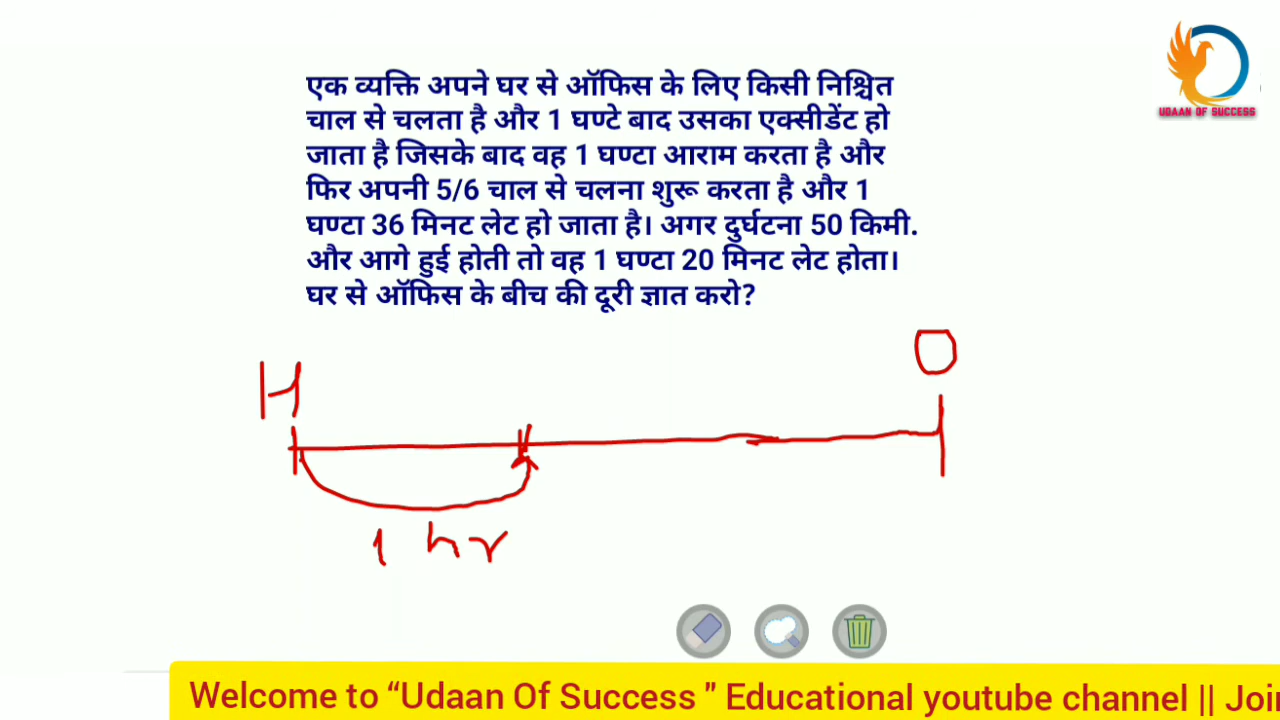 UDAAN OF SUCCESS
एक व्यक्ति अपने घर से ऑफिस के लिए किसी निश्चित
चाल से चलता है और 1 घण्टे बाद उसका एक्सीडेंट हो
जाता है जिसके बाद वह 1 घण्टा आराम करता है और
फिर अपनी 5/6 चाल से चलना शुरू करता है और 1
घण्टा 36 मिनट लेट हो जाता है। अगर दुर्घटना 50 किमी.
और आगे हुई होती तो वह 1 घण्टा 20 मिनट लेट होता।
घर से ऑफिस के बीच की दूरी ज्ञात करो?
H O
1 hr
Welcome to “Udaan Of Success " Educational youtube channel || Joi